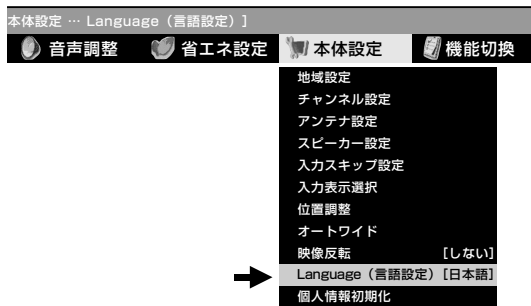 本体設定 … Language（言語設定）]
音声調整 省エネ設定 本体設定 機能切換
地域設定
チャンネル設定
アンテナ設定
スピーカー設定
入力スキップ設定
入力表示選択
位置調整
オートワイド
映像反転 [しない]
Language（言語設定） [日本語]
個人情報初期化